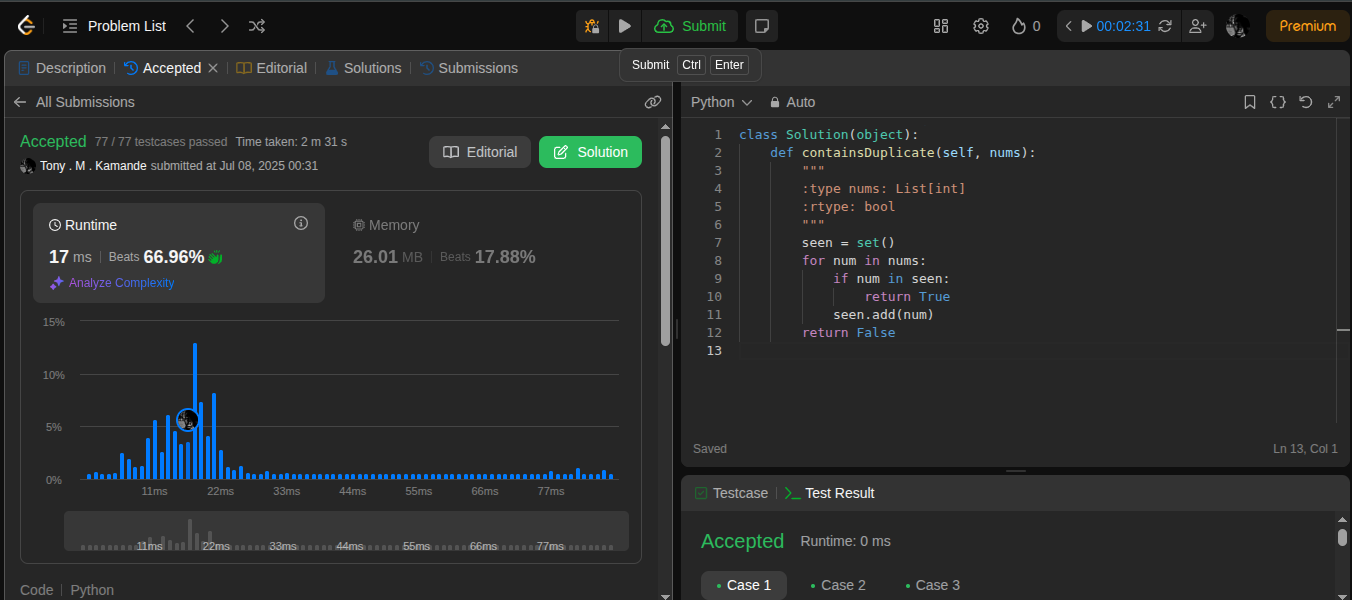 Problem List
Submit
0
00:02:31
Premium
Description
Accepted
Editorial
Solutions
Submissions
Submit Ctrl Enter
All Submissions
Accepted 77 / 77 testcases passed Time taken: 2 m 31 s
Tony . M . Kamande submitted at Jul 08, 2025 00:31
Editorial
Solution
Runtime
17 ms Beats 66.96%
Analyze Complexity
Memory
26.01 MB Beats 17.88%
15%
10%
5%
0%
11ms 22ms 33ms 44ms 55ms 66ms 77ms
11ms 22ms 33ms 44ms 55ms 66ms 77ms
Code Python
Python Auto
1 class Solution(object):
2 def containsDuplicate(self, nums):
3 """
4 :type nums: List[int]
5 :rtype: bool
6 """
7 seen = set()
8 for num in nums:
9 if num in seen:
10 return True
11 seen.add(num)
12 return False
13
Saved
Ln 13, Col 1
Testcase
Test Result
Accepted Runtime: 0 ms
Case 1 Case 2 Case 3